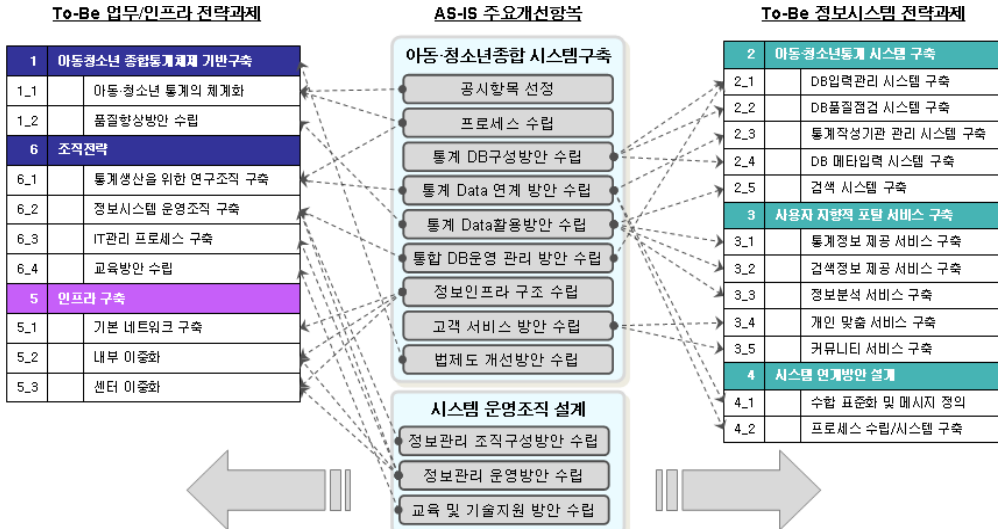 To-Be 업무/인프라 전략과제
1 아동청소년 종합통계체제 기반구축
1_1 아동·청소년 통계의 체계화
1_2 품질향상방안 수립
6 조직전략
6_1 통계생산을 위한 연구조직 구축
6_2 정보시스템 운영조직 구축
6_3 IT관리 프로세스 구축
6_4 교육방안 수립
5 인프라 구축
5_1 기본 네트워크 구축
5_2 내부 이중화
5_3 센터 이중화
AS-IS 주요개선항목
아동·청소년종합 시스템구축
공시항목 선정
프로세스 수립
통계 DB구성방안 수립
통계 Data 연계 방안 수립
통계 Data활용방안 수립
통합 DB운영 관리 방안 수립
정보인프라 구조 수립
고객 서비스 방안 수립
법제도 개선방안 수립
시스템 운영조직 설계
정보관리 조직구성방안 수립
정보관리 운영방안 수립
교육 및 기술지원 방안 수립
To-Be 정보시스템 전략과제
2 아동청소년통계 시스템 구축
2_1 DB입력관리 시스템 구축
2_2 DB품질점검 시스템 구축
2_3 통계작성기관 관리 시스템 구축
2_4 DB 메타입력 시스템 구축
2_5 검색 시스템 구축
3 사용자 지향적 포탈 서비스 구축
3_1 통계정보 제공 서비스 구축
3_2 검색정보 제공 서비스 구축
3_3 정보분석 서비스 구축
3_4 개인 맞춤 서비스 구축
3_5 커뮤니티 서비스 구축
4 시스템 연계방안 설계
4_1 수합 표준화 및 메시지 정의
4_2 프로세스 수립/시스템 구축